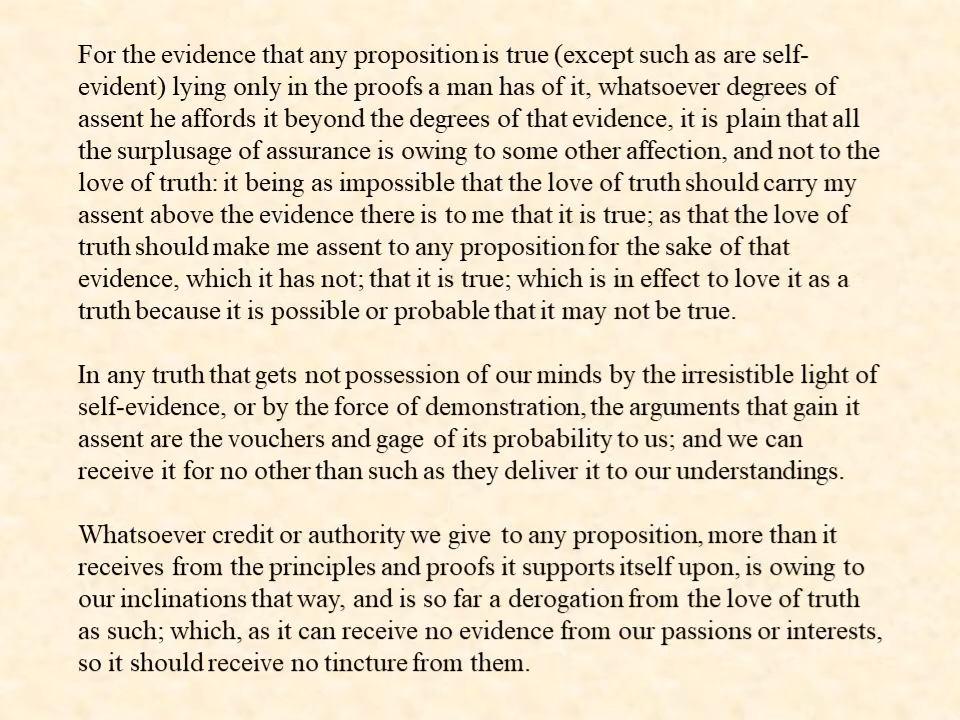 For the evidence that any proposition is true (except such as are self-
evident) lying only in the proofs a man has of it, whatsoever degrees of
assent he affords it beyond the degrees of that evidence, it is plain that all
the surplusage of assurance is owing to some other affection, and not to the
love of truth: it being as impossible that the love of truth should carry my
assent above the evidence there is to me that it is true; as that the love of
truth should make me assent to any proposition for the sake of that
evidence, which it has not; that it is true; which is in effect to love it as a
truth because it is possible or probable that it may not be true.
In any truth that gets not possession of our minds by the irresistible light of
self-evidence, or by the force of demonstration, the arguments that gain it
assent are the vouchers and gage of its probability to us; and we can
receive it for no other than such as they deliver it to our understandings.
Whatsoever credit or authority we give to any proposition, more than it
receives from the principles and proofs it supports itself upon, is owing to
our inclinations that way, and is so far a derogation from the love of truth
as such; which, as it can receive no evidence from our passions or interests,
so it should receive no tincture from them.